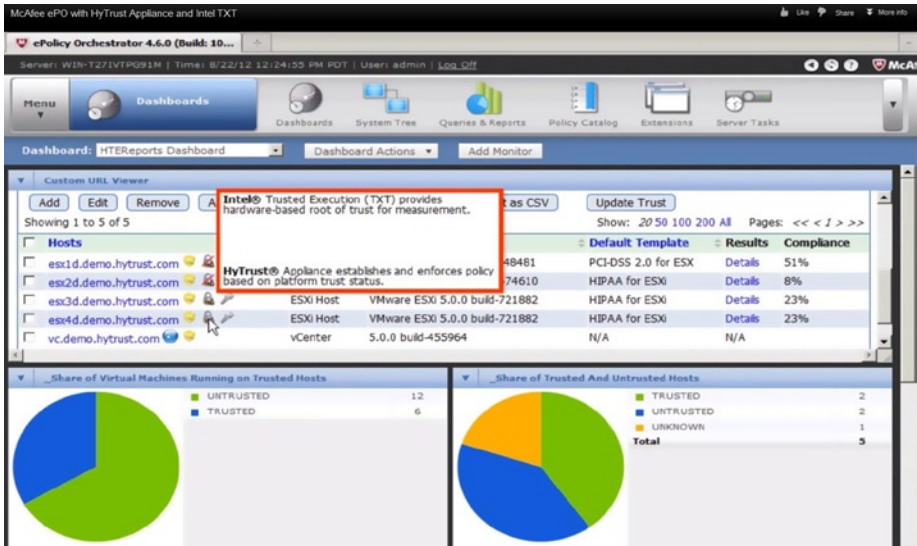 McAfee ePO with HyTrust Appliance and Intel TXT
Like Share More info
ePolicy Orchestrator 4.6.0 (Build: 10...
Server: WIN-T271VTPG91M | Time: 8/22/12 12:24:55 PM PDT | User: admin | Log Off
McAf
Menu
Dashboards
Dashboards System Tree Queries & Reports Policy Catalog Extensions Server Tasks
Dashboard: HTEReports Dashboard Dashboard Actions Add Monitor
Custom URL Viewer
Add Edit Remove A t as CSV Update Trust
Intel® Trusted Execution (TXT) provides
hardware-based root of trust for measurement.
HyTrust® Appliance establishes and enforces policy
based on platform trust status.
Showing 1 to 5 of 5 Show: 20 50 100 200 All Pages: << < 1 > >>
Hosts Default Template Results Compliance
esx1d.demo.hytrust.com 48481 PCI-DSS 2.0 for ESX Details 51%
esx2d.demo.hytrust.com 74610 HIPAA for ESXi Details 8%
esx3d.demo.hytrust.com ESXi Host VMware ESXi 5.0.0 build-721882 HIPAA for ESXi Details 23%
esx4d.demo.hytrust.com ESXi Host VMware ESXi 5.0.0 build-721882 HIPAA for ESXi Details 23%
vc.demo.hytrust.com vCenter 5.0.0 build-455964 N/A N/A
_Share of Virtual Machines Running on Trusted Hosts
UNTRUSTED 12
TRUSTED 6
_Share of Trusted And Untrusted Hosts
TRUSTED 2
UNTRUSTED 2
UNKNOWN 1
Total 5